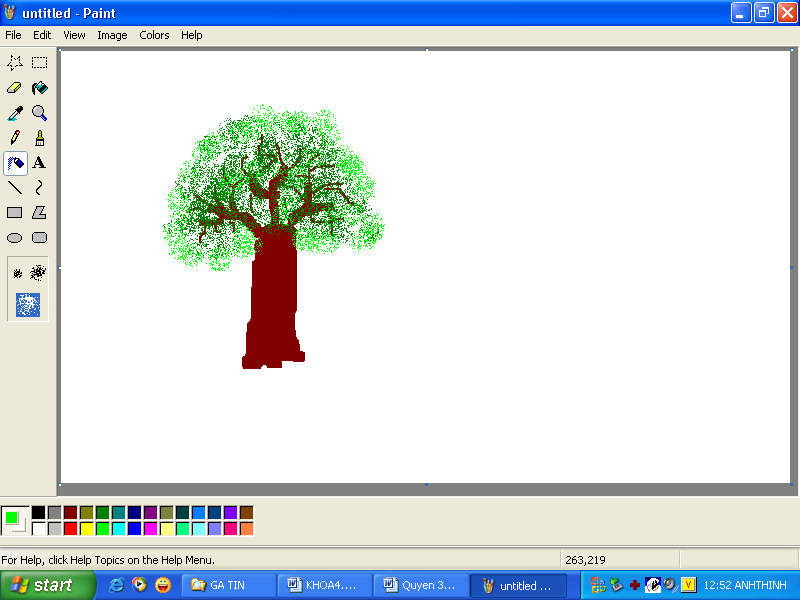 untitled - Paint
File Edit View Image Colors Help
A
For Help, click Help Topics on the Help Menu.
263,219
start
GA TIN
KHOA4....
Quyen 3...
untitled ...
V
12:52 ANHTHINH